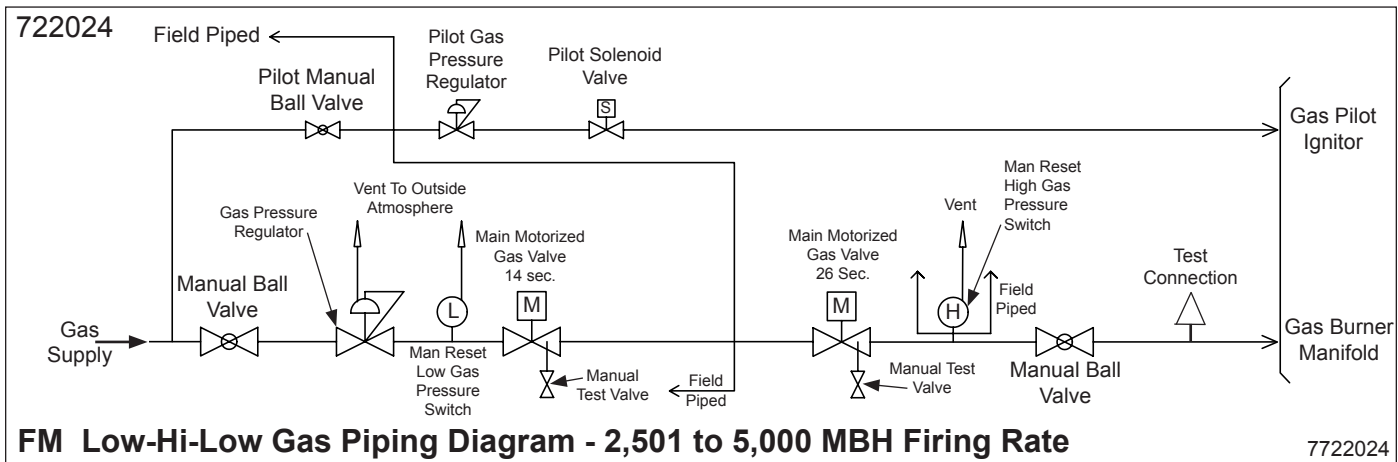 722024
Field Piped
Pilot Manual
Ball Valve
Pilot Gas
Pressure
Regulator
Pilot Solenoid
Valve
S
Gas Pilot
Ignitor
Gas Pressure
Regulator
Vent To Outside
Atmosphere
Main Motorized
Gas Valve
14 sec.
M
Main Motorized
Gas Valve
26 Sec.
M
Vent
Man Reset
High Gas
Pressure
Switch
Field
Piped
H
Test
Connection
Manual Ball
Valve
Gas
Supply
L
Man Reset
Low Gas
Pressure
Switch
Manual
Test Valve
Field
Piped
Manual Test
Valve
Manual Ball
Valve
Gas Burner
Manifold
FM Low-Hi-Low Gas Piping Diagram - 2,501 to 5,000 MBH Firing Rate
7722024